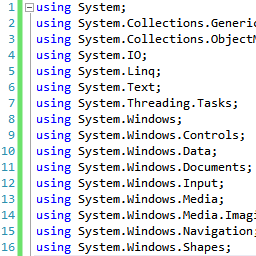 1 using System;
2 using System.Collections.Generic
3 using System.Collections.ObjectM
4 using System.IO;
5 using System.Linq;
6 using System.Text;
7 using System.Threading.Tasks;
8 using System.Windows;
9 using System.Windows.Controls;
10 using System.Windows.Data;
11 using System.Windows.Documents;
12 using System.Windows.Input;
13 using System.Windows.Media;
14 using System.Windows.Media.Imagi
15 using System.Windows.Navigation;
16 using System.Windows.Shapes;